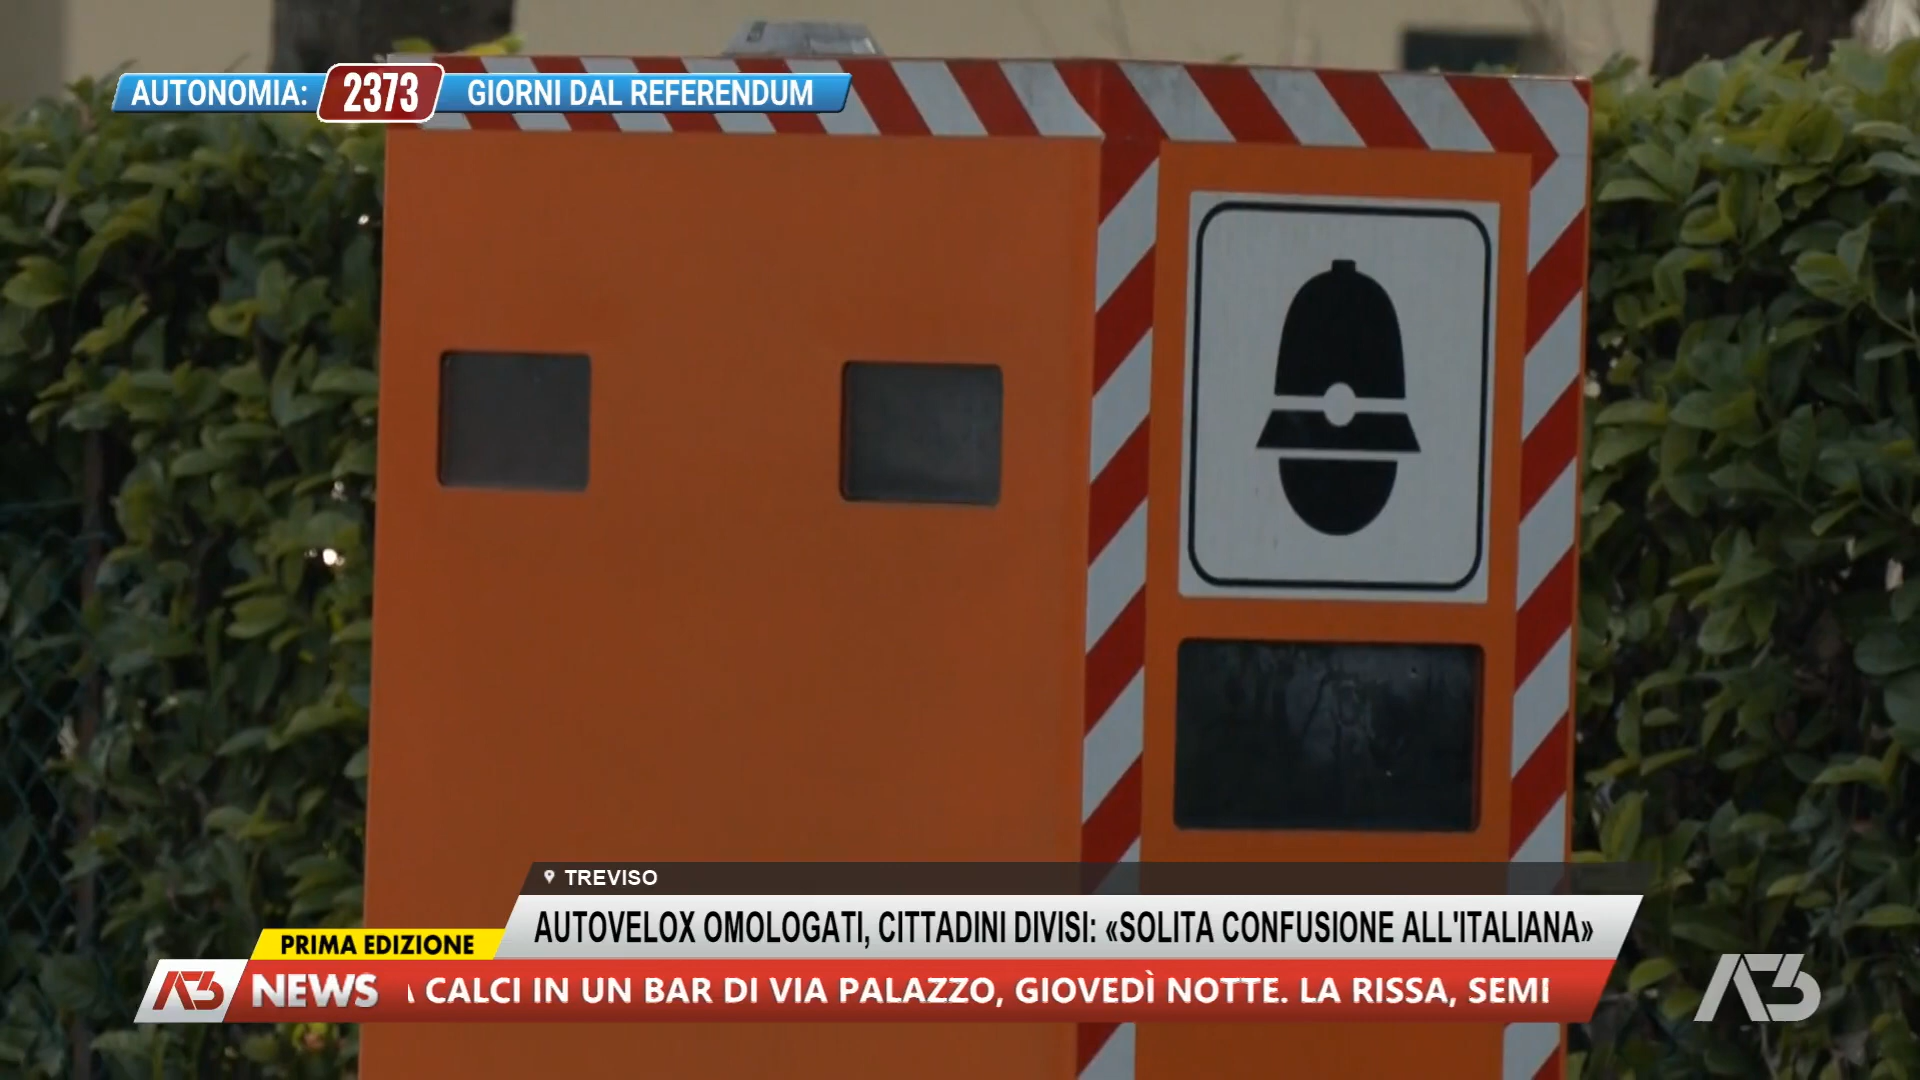 AUTONOMIA: 2373 GIORNI DAL REFERENDUM
TREVISO
AUTOVELOX OMOLOGATI, CITTADINI DIVISI: «SOLITA CONFUSIONE ALL'ITALIANA»
PRIMA EDIZIONE
A3 NEWS CALCI IN UN BAR DI VIA PALAZZO, GIOVEDÌ NOTTE. LA RISSA, SEMI
A3